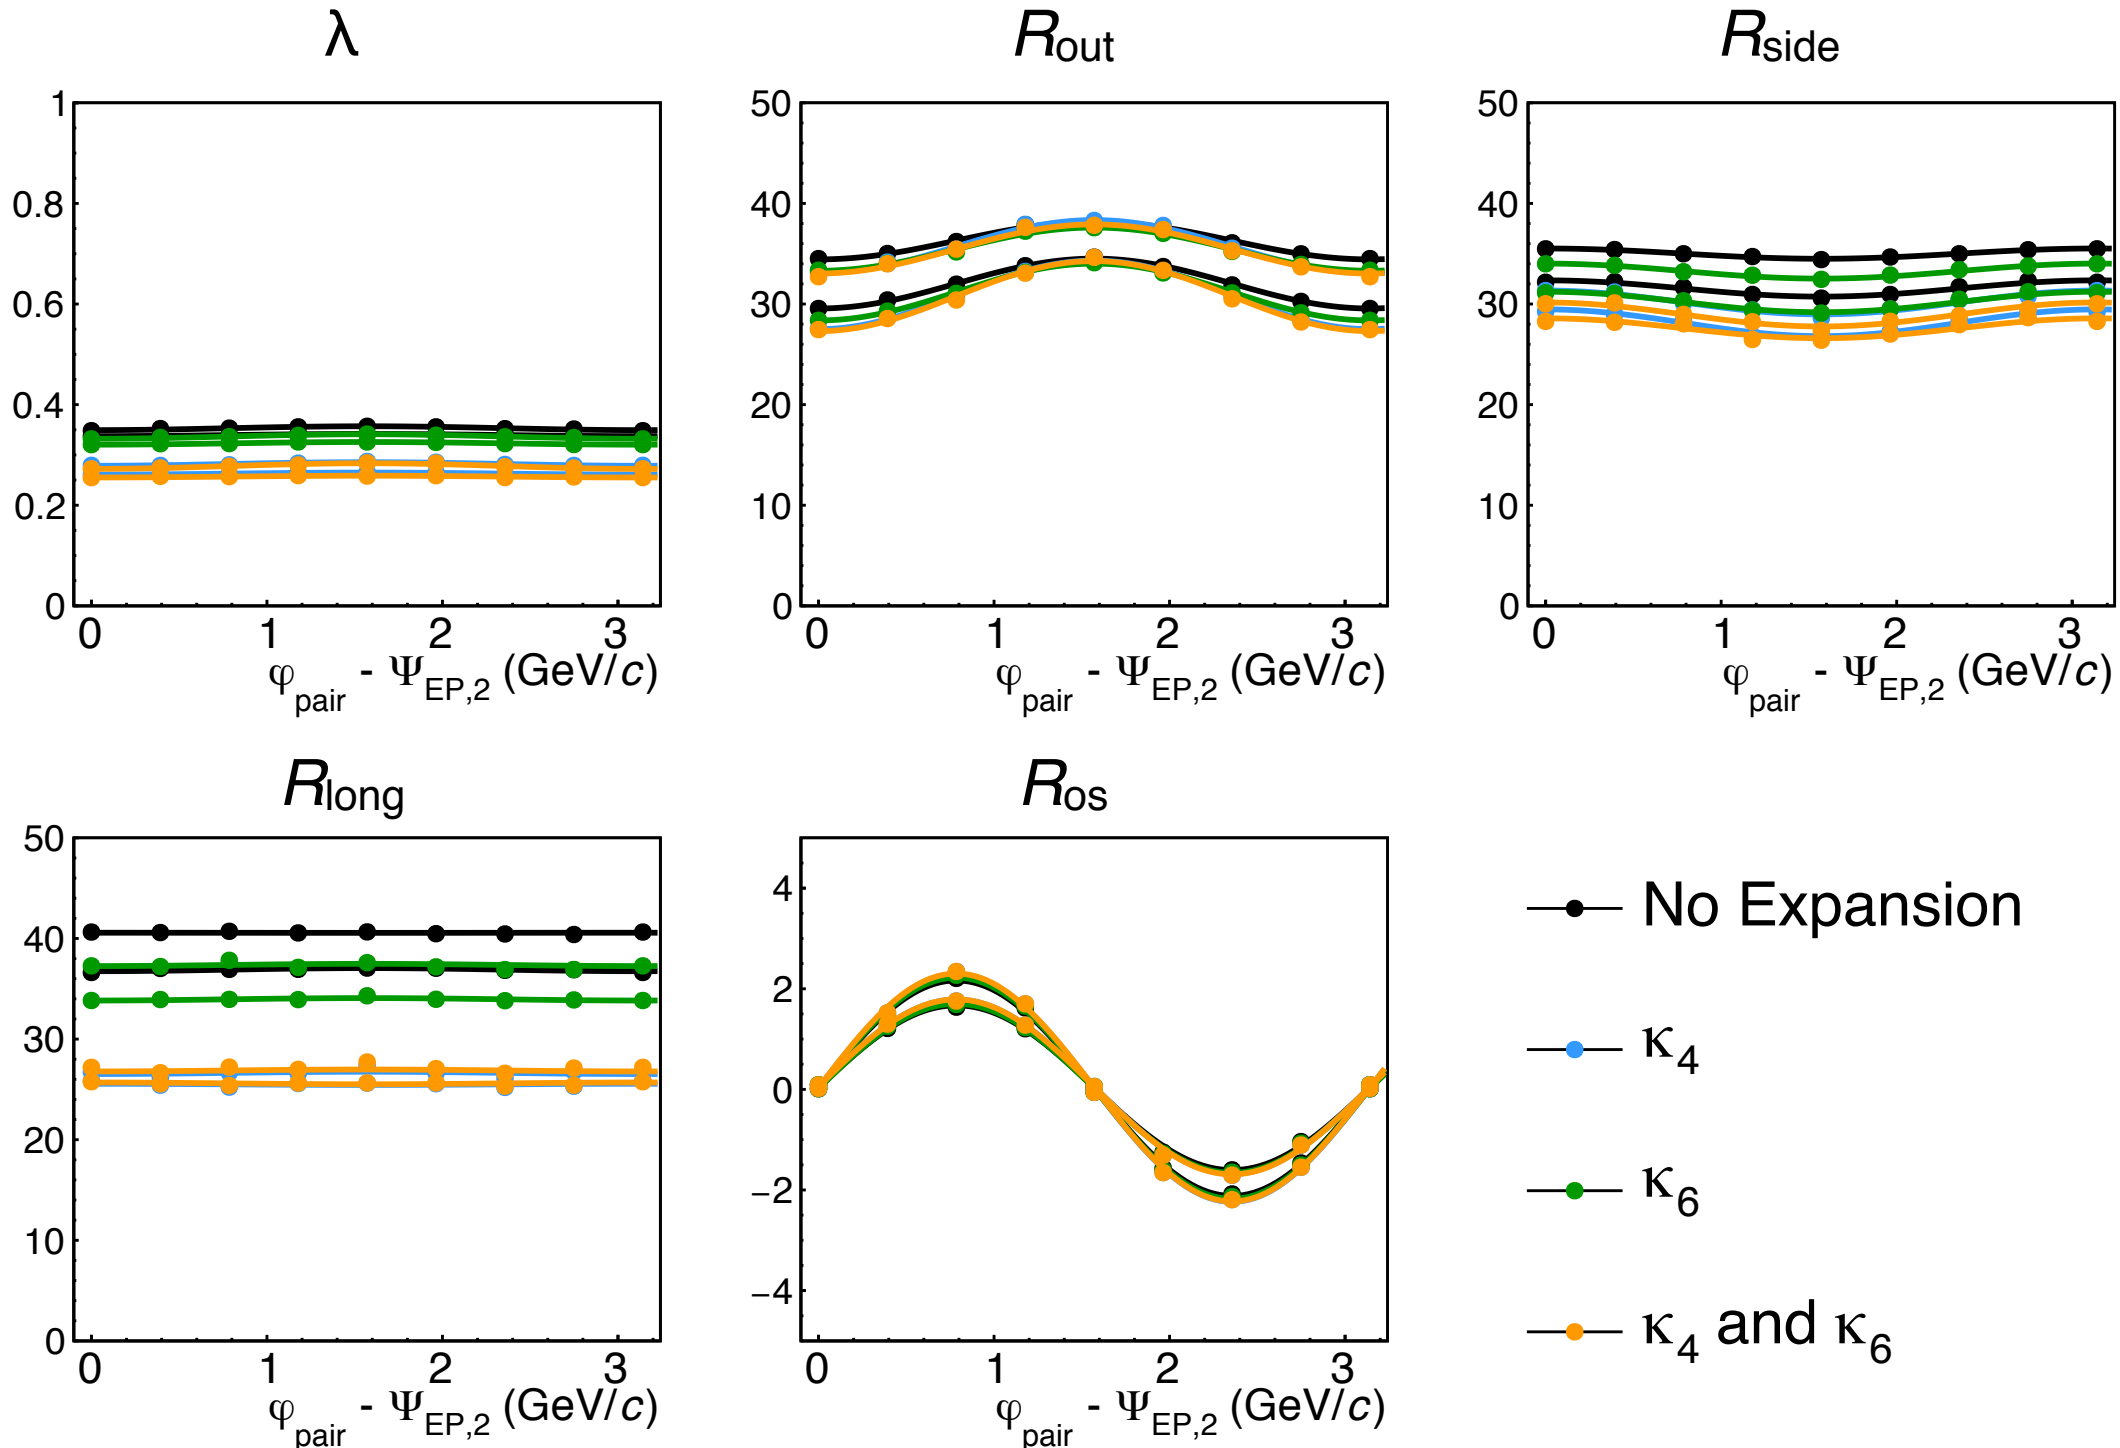 λ
1
0.8
0.6
0.4
0.2
0
0 1 2 3
φpair - ΨEP,2 (GeV/c)
Rout
50
40
30
20
10
0
0 1 2 3
φpair - ΨEP,2 (GeV/c)
Rside
50
40
30
20
10
0
0 1 2 3
φpair - ΨEP,2 (GeV/c)
Rlong
50
40
30
20
10
0
0 1 2 3
φpair - ΨEP,2 (GeV/c)
Ros
4
2
0
−2
−4
0 1 2 3
φpair - ΨEP,2 (GeV/c)
No Expansion
κ4
κ6
κ4 and κ6